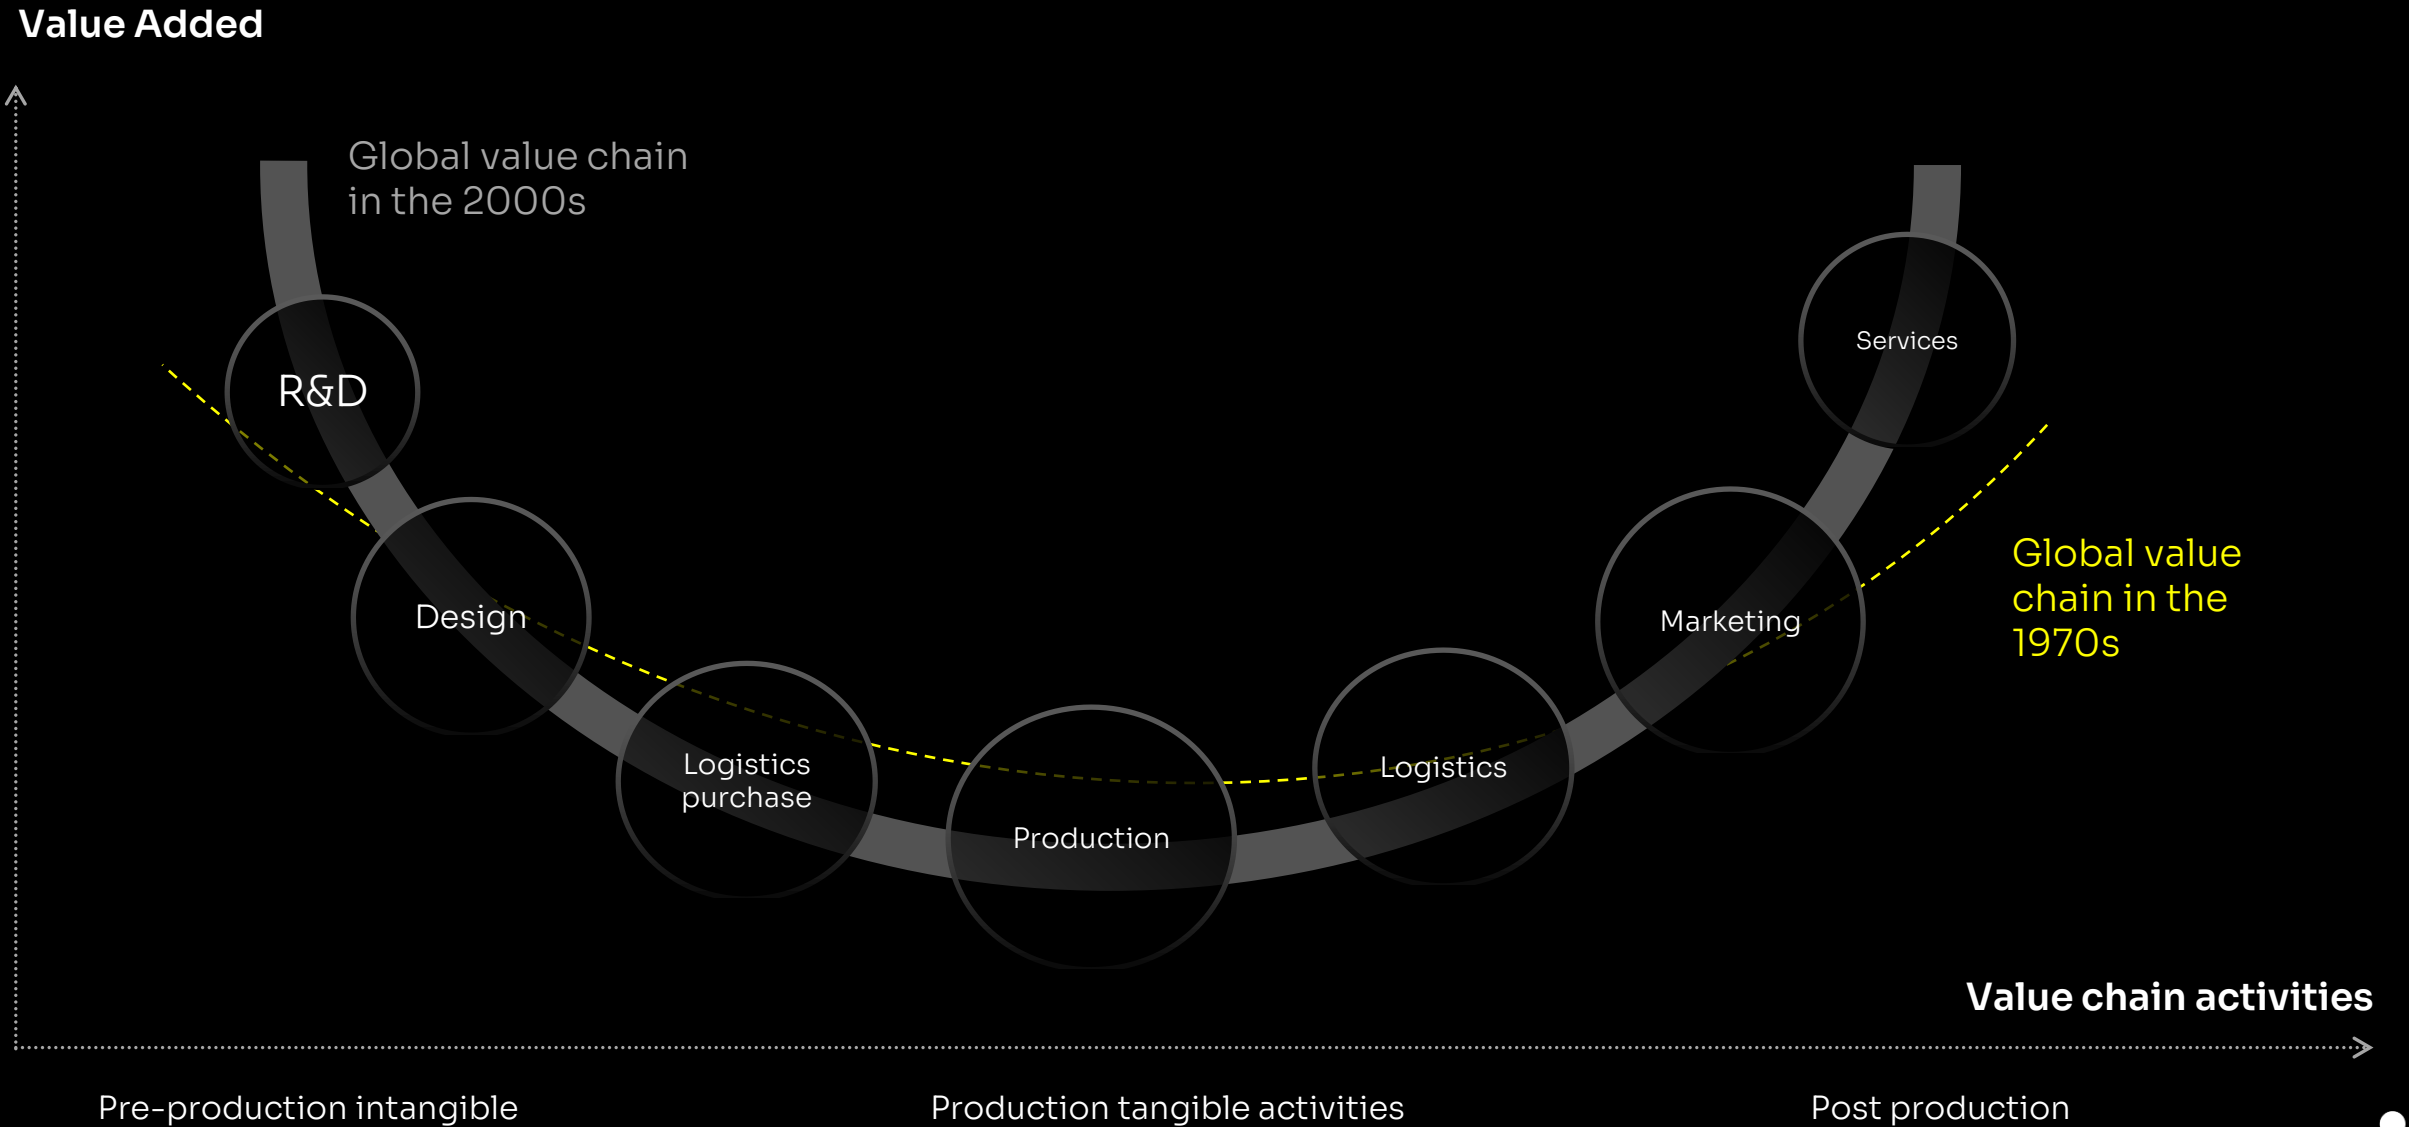 Value Added
Global value chain
in the 2000s
R&D
Services
Design
Marketing
Global value
chain in the
1970s
Logistics
purchase
Production
Logistics
Value chain activities
Pre-production intangible
Production tangible activities
Post production